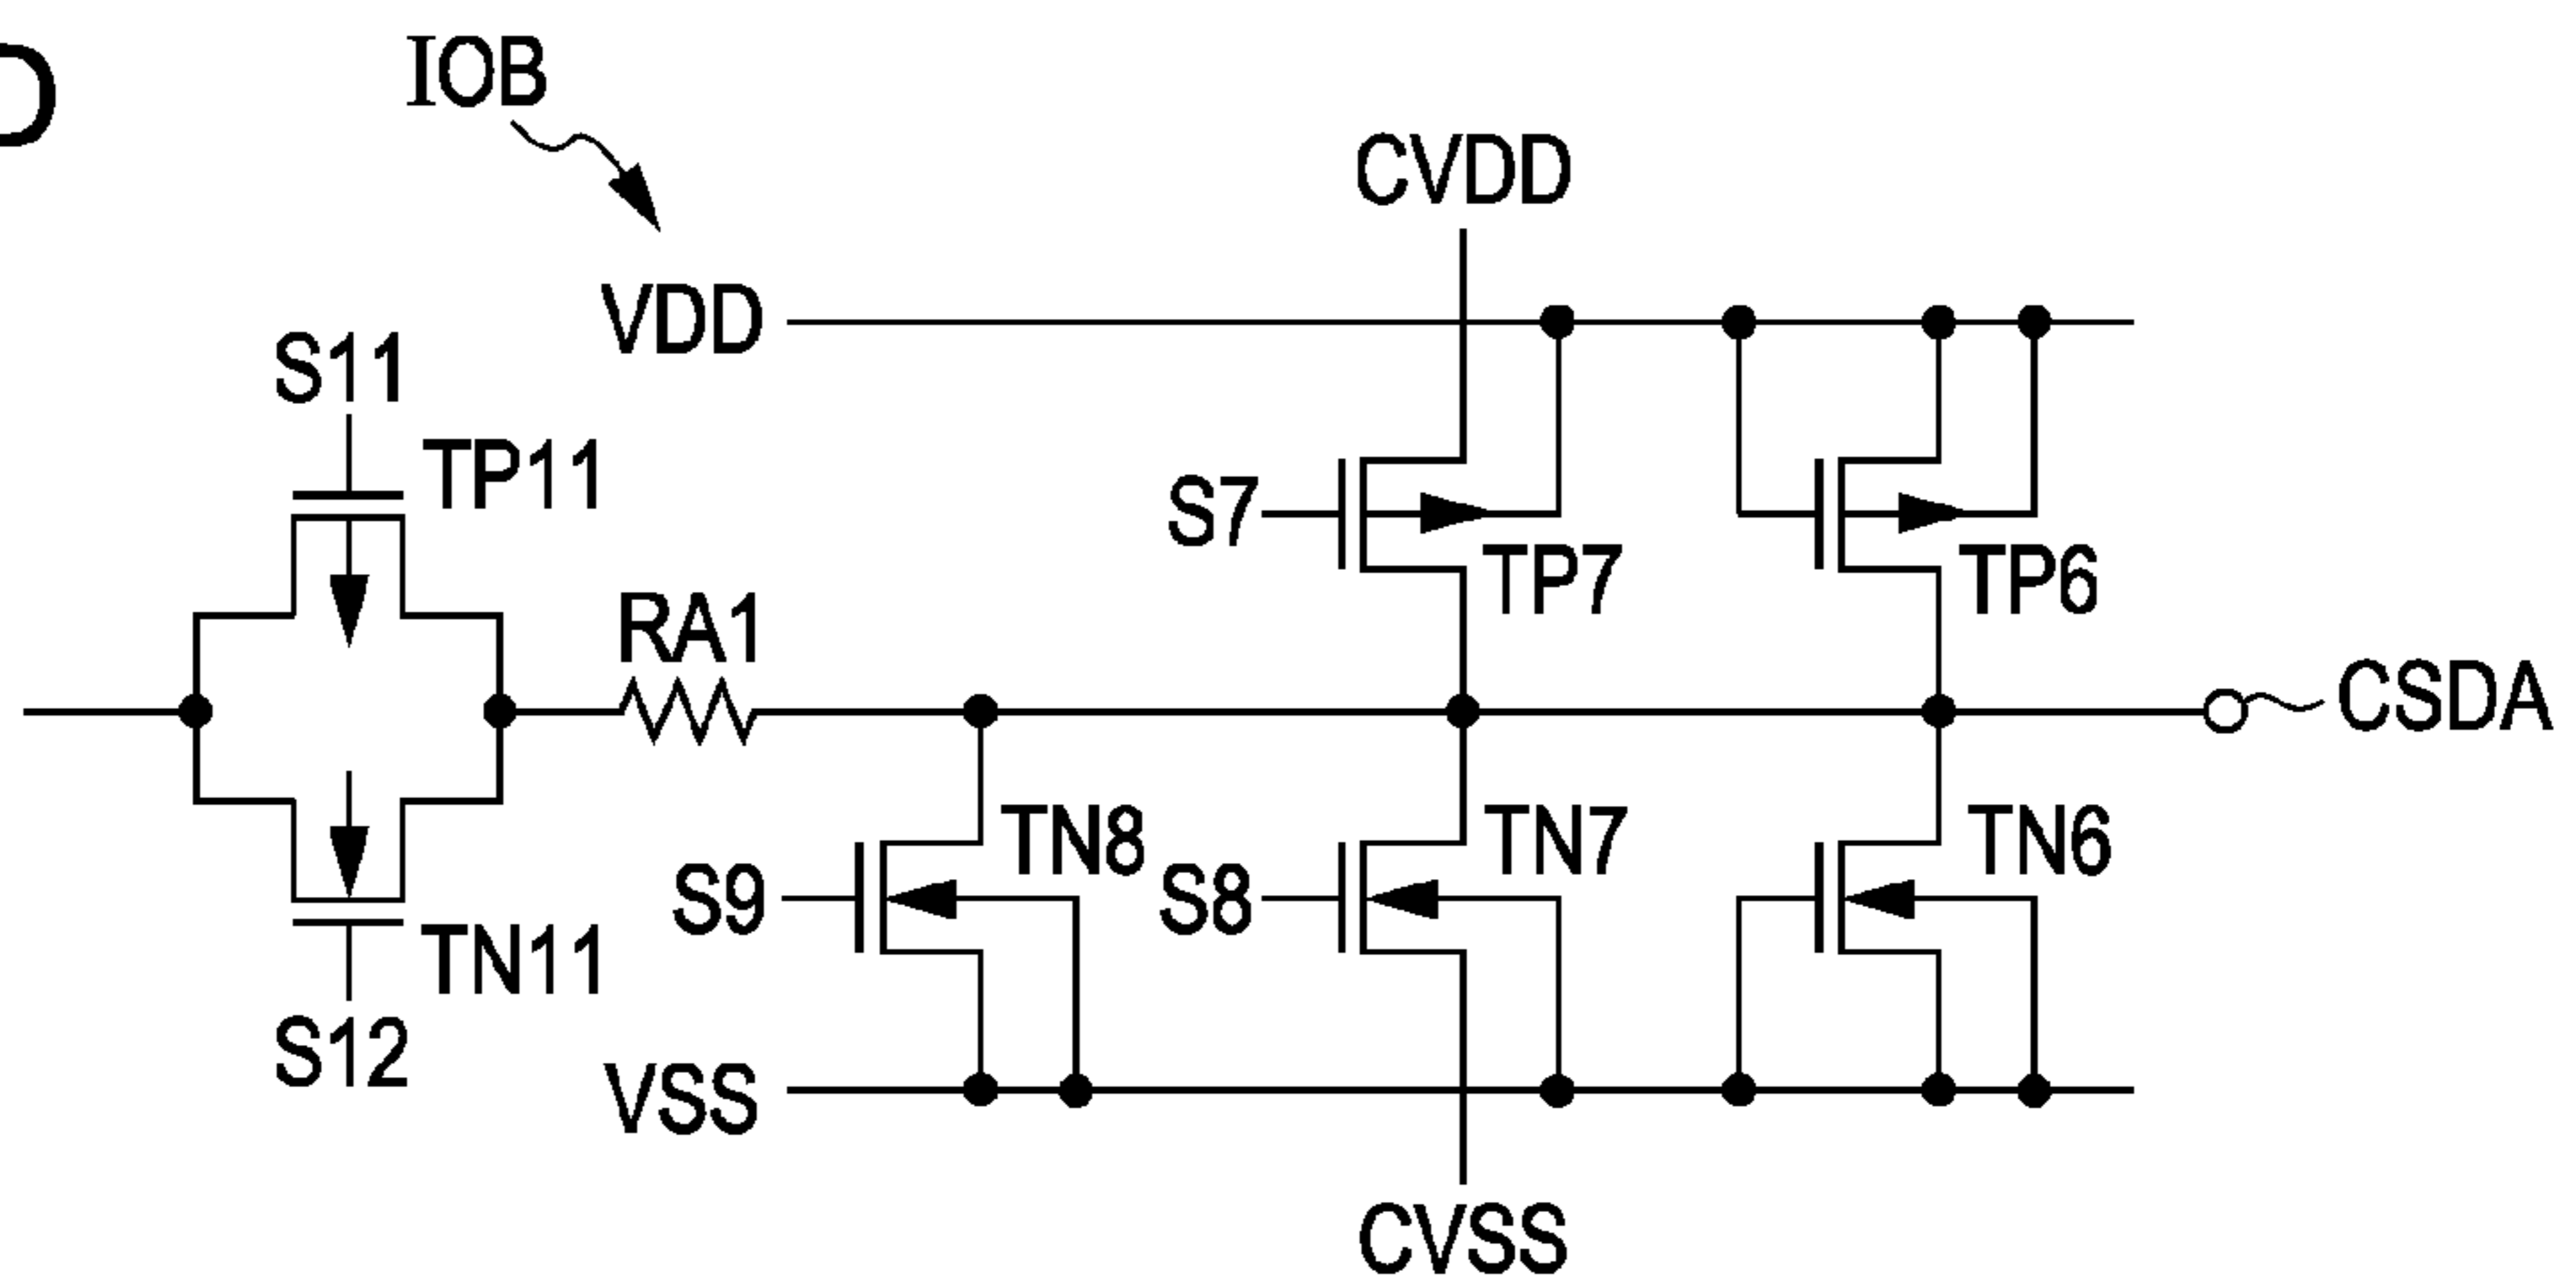 D
IOB
CVDD
VDD
S11
TP11
S7
TP7
TP6
RA1
CSDA
TN8
TN7
TN6
S9
S8
TN11
S12
VSS
CVSS